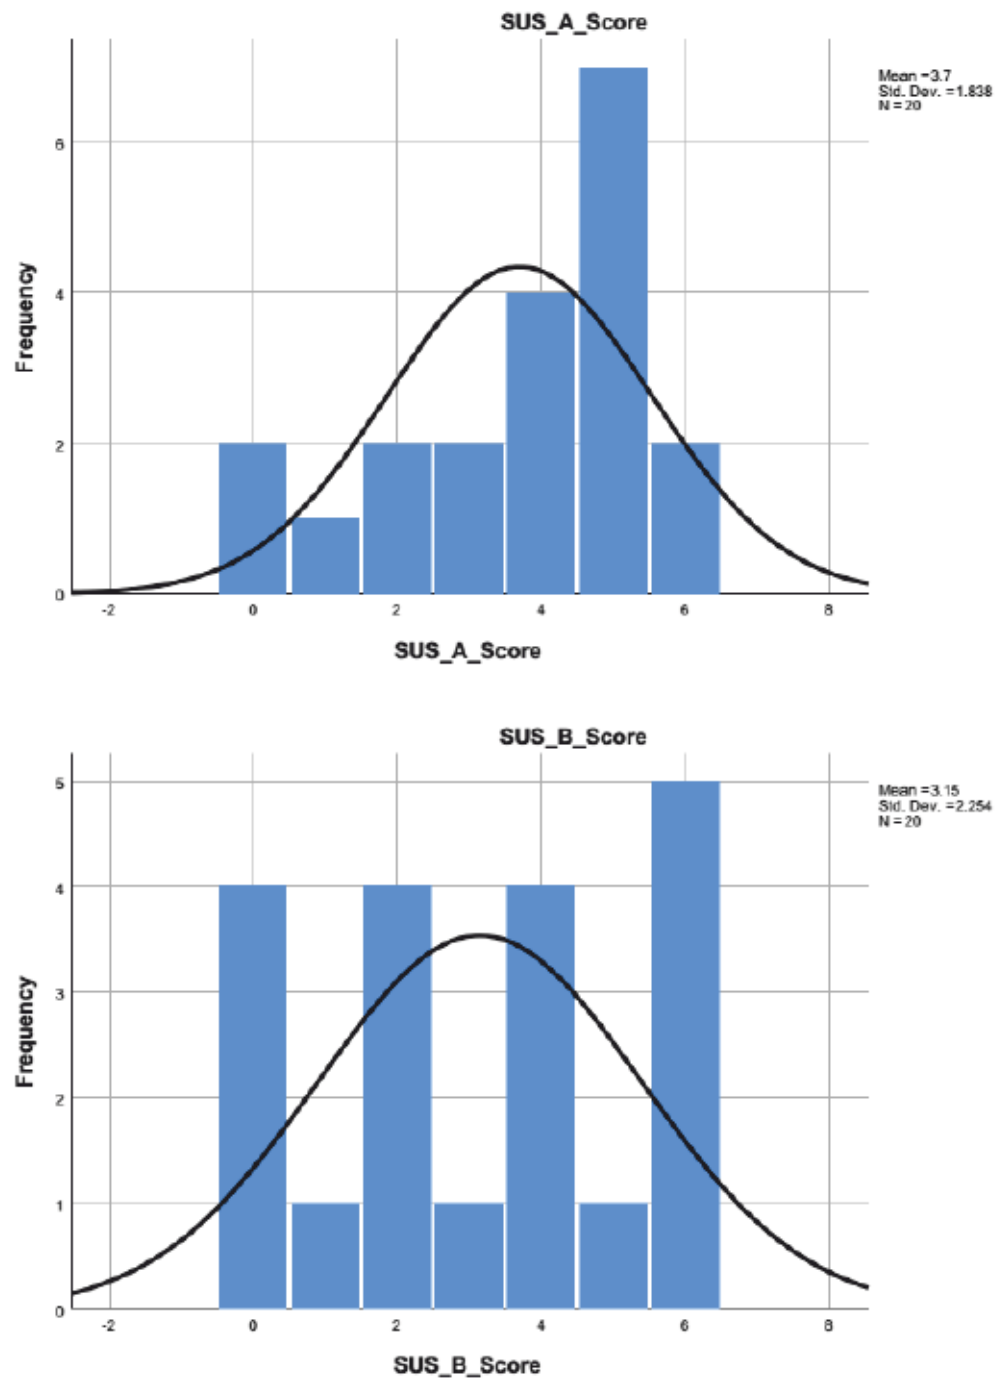 SUS_A_Score
Mean =3.7
Std. Dev. =1.838
N = 20
Frequency
6
4
2
0
-2 0 2 4 6 8
SUS_A_Score
SUS_B_Score
Mean =3.15
Std. Dev. =2.254
N = 20
Frequency
5
4
3
2
1
0
-2 0 2 4 6 8
SUS_B_Score